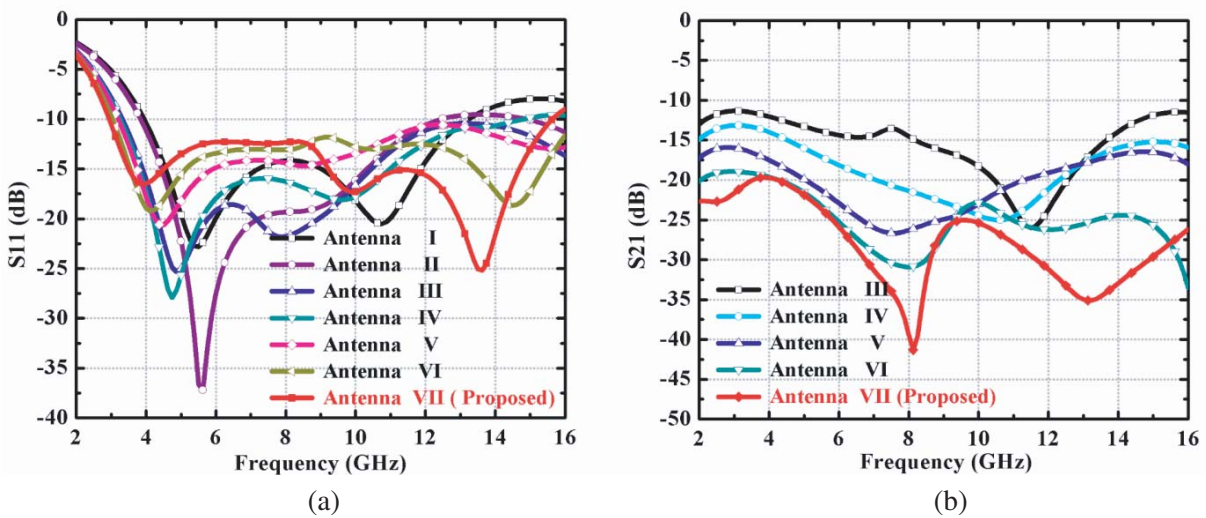 0
-5
-10
-15
-20
-25
-30
-35
-40
S11 (dB)
Antenna I
Antenna II
Antenna III
Antenna IV
Antenna V
Antenna VI
Antenna VII ( Proposed)
2 4 6 8 10 12 14 16
Frequency (GHz)
(a)
0
-5
-10
-15
-20
-25
-30
-35
-40
-45
-50
S21 (dB)
Antenna III
Antenna IV
Antenna V
Antenna VI
Antenna VII (Proposed)
2 4 6 8 10 12 14 16
Frequency (GHz)
(b)